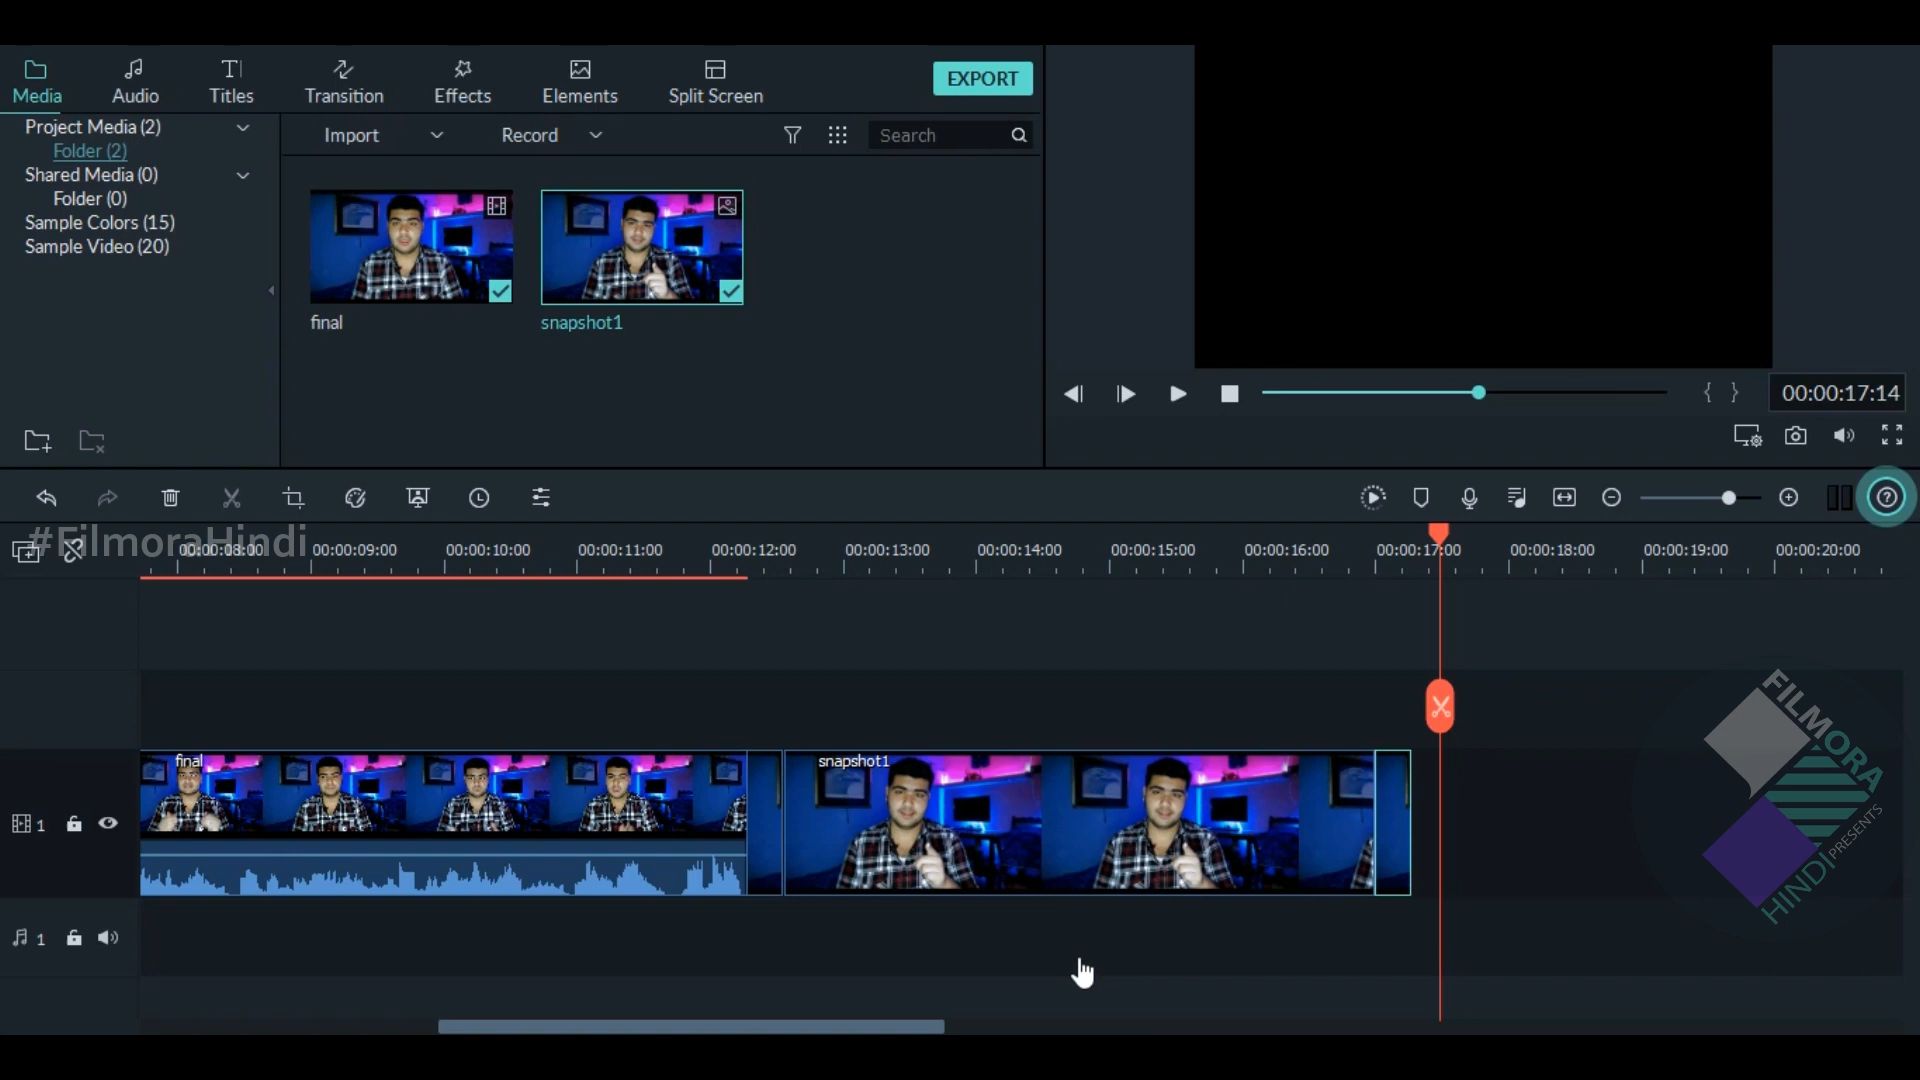 Media
Audio
Titles
Transition
Effects
Elements
Split Screen
EXPORT
Project Media (2)
Folder (2)
Shared Media (0)
Folder (0)
Sample Colors (15)
Sample Video (20)
Import
Record
Search
final
snapshot1
00:00:17:14
#FilmoraHindi
00:00:08:00
00:00:09:00
00:00:10:00
00:00:11:00
00:00:12:00
00:00:13:00
00:00:14:00
00:00:15:00
00:00:16:00
00:00:17:00
00:00:18:00
00:00:19:00
00:00:20:00
final
snapshot1
1
1
FILMORA
HINDI
PRESENTS